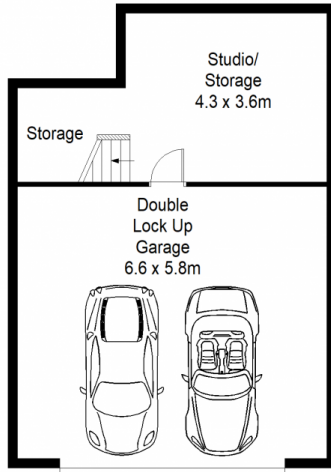 Studio/
Storage
4.3 x 3.6m
Storage
Double
Lock Up
Garage
6.6 x 5.8m